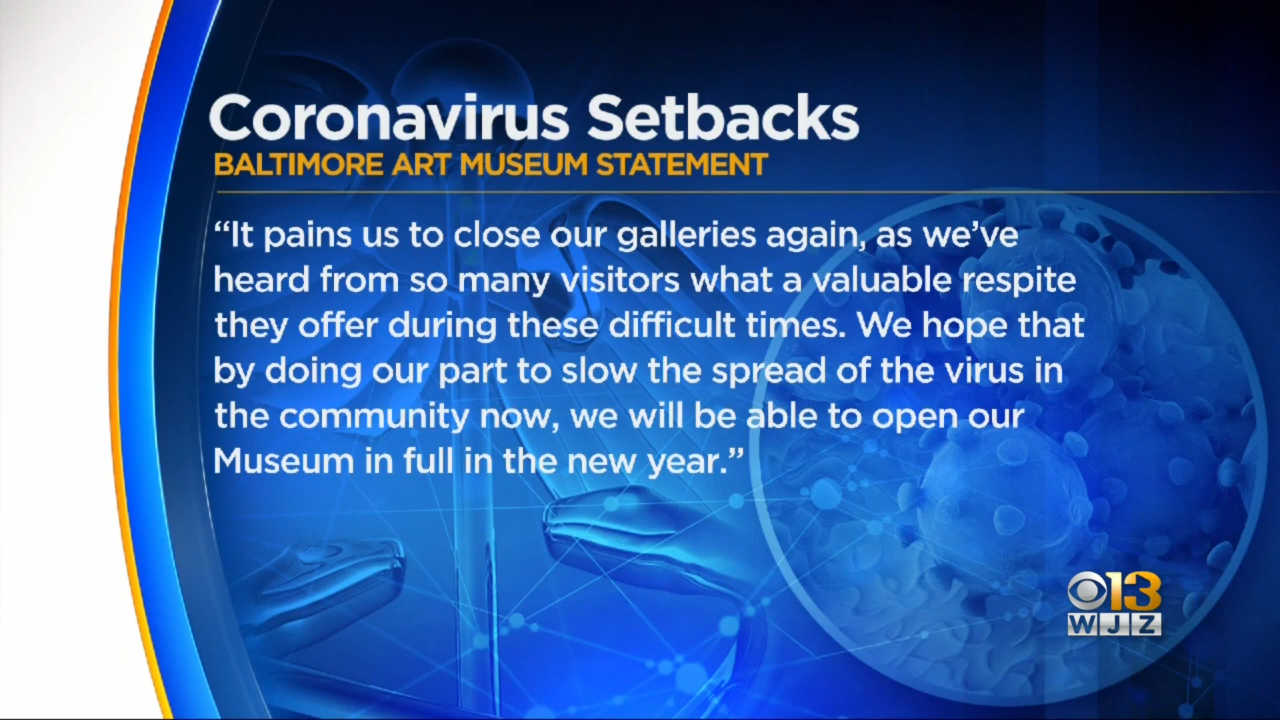 Coronavirus Setbacks
BALTIMORE ART MUSEUM STATEMENT
“It pains us to close our galleries again, as we’ve
heard from so many visitors what a valuable respite
they offer during these difficult times. We hope that
by doing our part to slow the spread of the virus in
the community now, we will be able to open our
Museum in full in the new year.”
13
WJZ